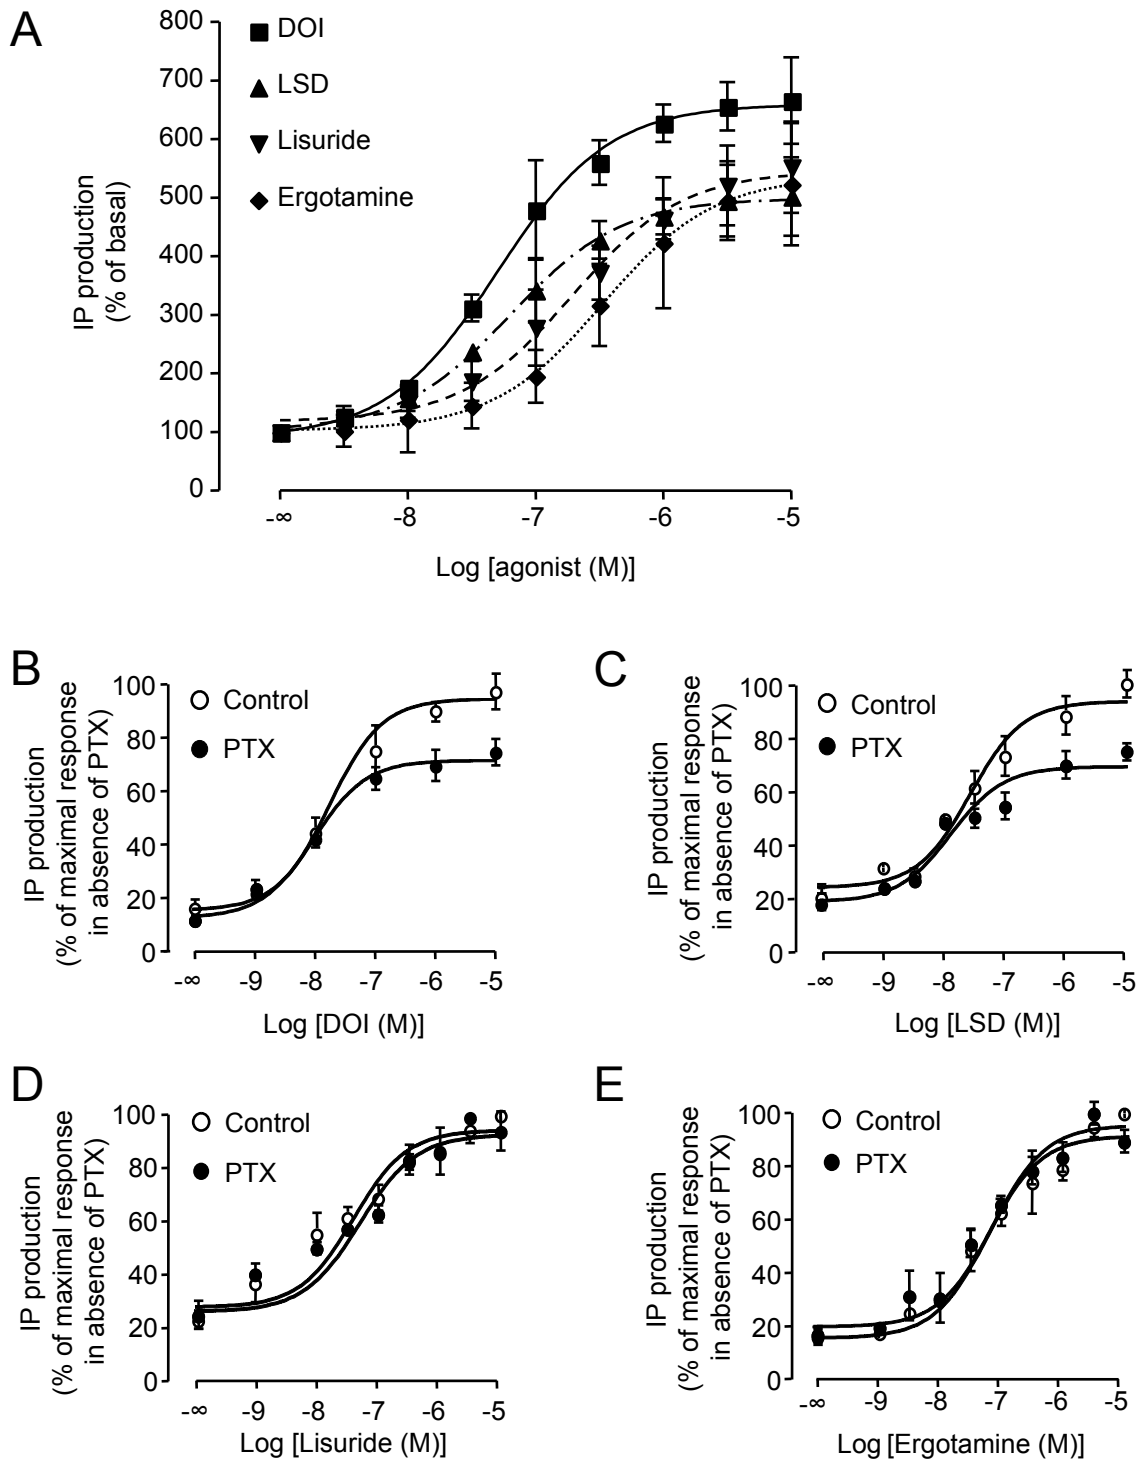 A
800
700
600
500
400
300
200
100
0
IP production
(% of basal)
DOI
LSD
Lisuride
Ergotamine
-∞ -8 -7 -6 -5
Log [agonist (M)]
B
100
80
60
40
20
0
IP production
(% of maximal response
in absence of PTX)
Control
PTX
-∞ -9 -8 -7 -6 -5
Log [DOI (M)]
C
100
80
60
40
20
0
IP production
(% of maximal response
in absence of PTX)
Control
PTX
-∞ -9 -8 -7 -6 -5
Log [LSD (M)]
D
100
80
60
40
20
0
IP production
(% of maximal response
in absence of PTX)
Control
PTX
-∞ -9 -8 -7 -6 -5
Log [Lisuride (M)]
E
100
80
60
40
20
0
IP production
(% of maximal response
in absence of PTX)
Control
PTX
-∞ -9 -8 -7 -6 -5
Log [Ergotamine (M)]